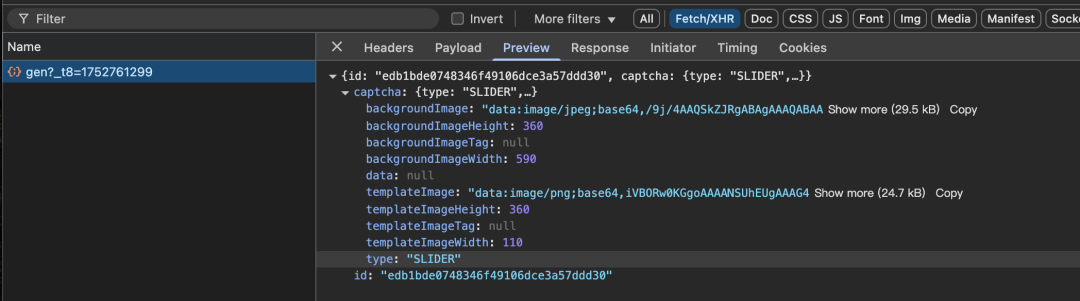 Filter Invert More filters All Fetch/XHR Doc CSS JS Font Img Media Manifest Socke
Name Headers Payload Preview Response Initiator Timing Cookies
gen?_t8=1752761299
{id: "edb1bde0748346f49106dce3a57ddd30", captcha: {type: "SLIDER",…}}
captcha: {type: "SLIDER",…}
backgroundImage: "data:image/jpeg;base64,/9j/4AAQSkZJRgABAgAAAQABAA Show more (29.5 kB) Copy
backgroundImageHeight: 360
backgroundImageTag: null
backgroundImageWidth: 590
data: null
templateImage: "data:image/png;base64,iVBORw0KGgoAAAANSUhEUgAAAG4 Show more (24.7 kB) Copy
templateImageHeight: 360
templateImageTag: null
templateImageWidth: 110
type: "SLIDER"
id: "edb1bde0748346f49106dce3a57ddd30"